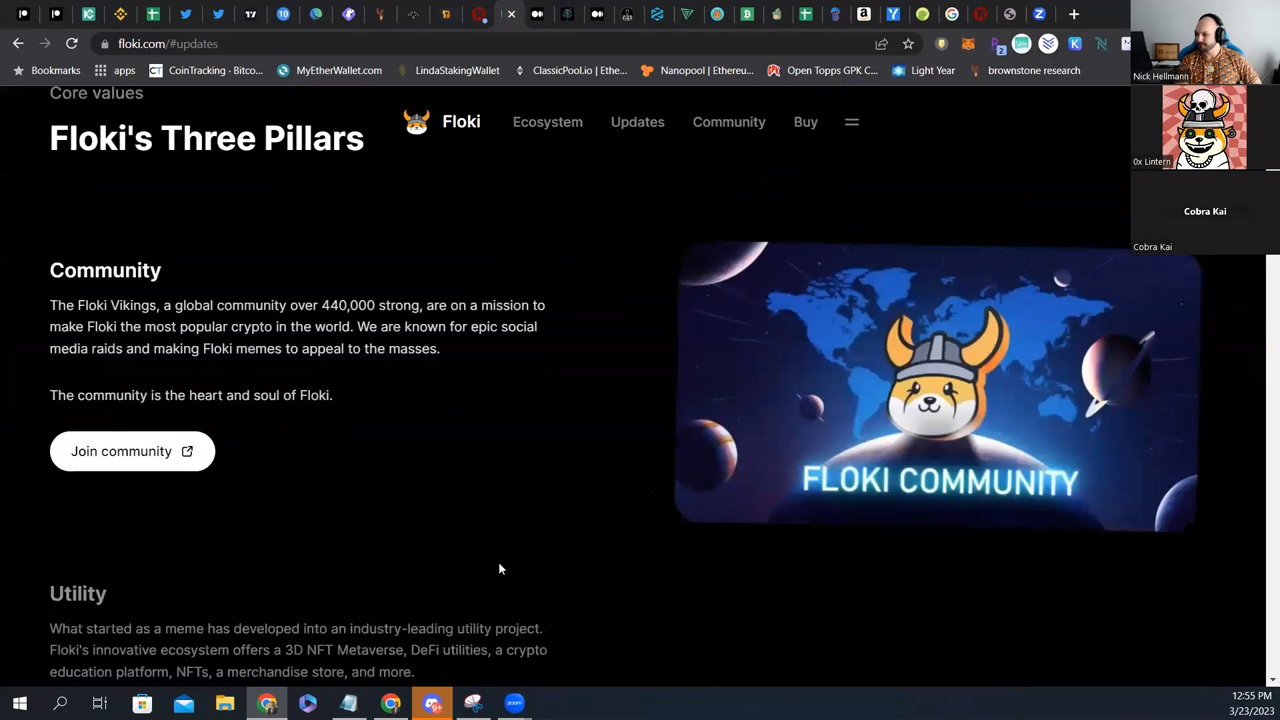 floki.com/#updates
Bookmarks
apps
CoinTracking - Bitco...
MyEtherWallet.com
LindaStakingWallet
ClassicPool.io | Ethe...
Nanopool | Ethereu...
Open Topps GPK C...
Light Year
brownstone research
Nick Hellmann
Core values
Floki's Three Pillars
Floki
Ecosystem
Updates
Community
Buy
0x Lintern
Cobra Kai
Cobra Kai
Community
The Floki Vikings, a global community over 440,000 strong, are on a mission to
make Floki the most popular crypto in the world. We are known for epic social
media raids and making Floki memes to appeal to the masses.
The community is the heart and soul of Floki.
Join community
FLOKI COMMUNITY
Utility
What started as a meme has developed into an industry-leading utility project.
Floki's innovative ecosystem offers a 3D NFT Metaverse, DeFi utilities, a crypto
education platform, NFTs, a merchandise store, and more.
12:55 PM
3/23/2023